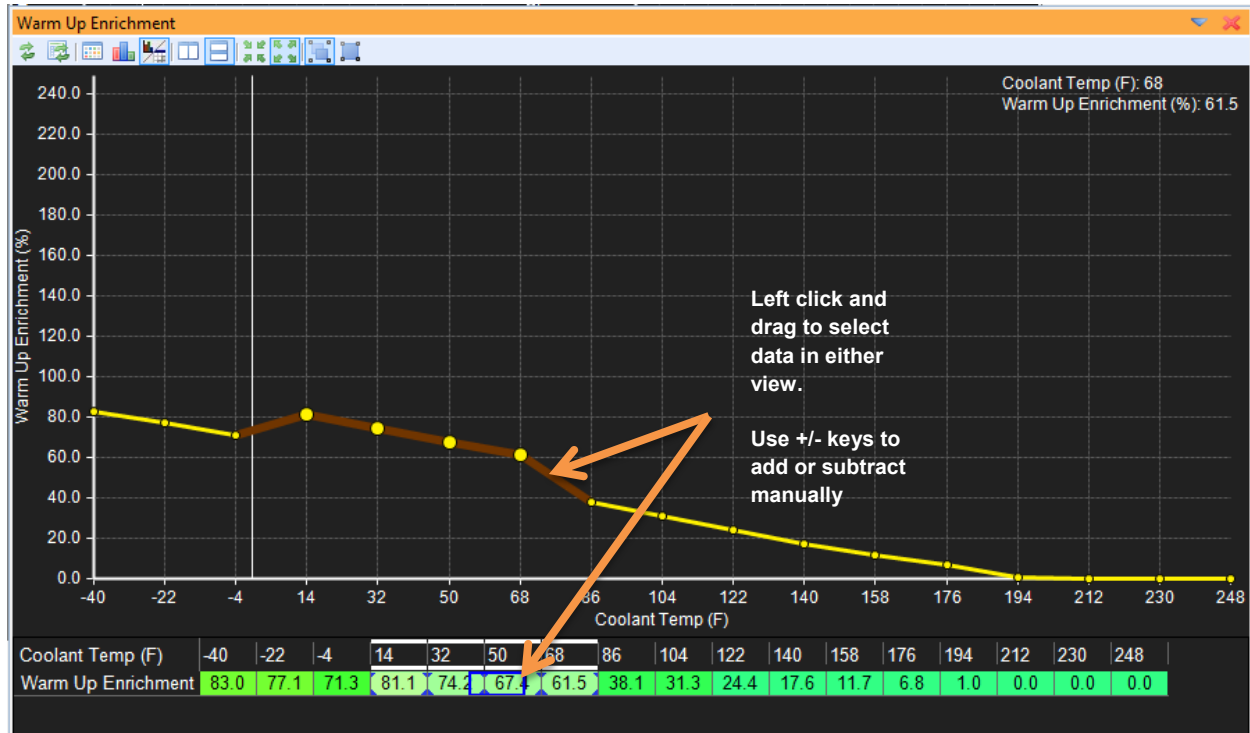 Warm Up Enrichment
Coolant Temp (F): 68
Warm Up Enrichment (%): 61.5
240.0
220.0
200.0
180.0
160.0
140.0
120.0
100.0
80.0
60.0
40.0
20.0
0.0
Warm Up Enrichment (%)
Left click and
drag to select
data in either
view.
Use +/- keys to
add or subtract
manually
-40 -22 -4 14 32 50 68 86 104 122 140 158 176 194 212 230 248
Coolant Temp (F)
Coolant Temp (F) -40 -22 -4 14 32 50 68 86 104 122 140 158 176 194 212 230 248
Warm Up Enrichment 83.0 77.1 71.3 81.1 74.2 67.4 61.5 38.1 31.3 24.4 17.6 11.7 6.8 1.0 0.0 0.0 0.0